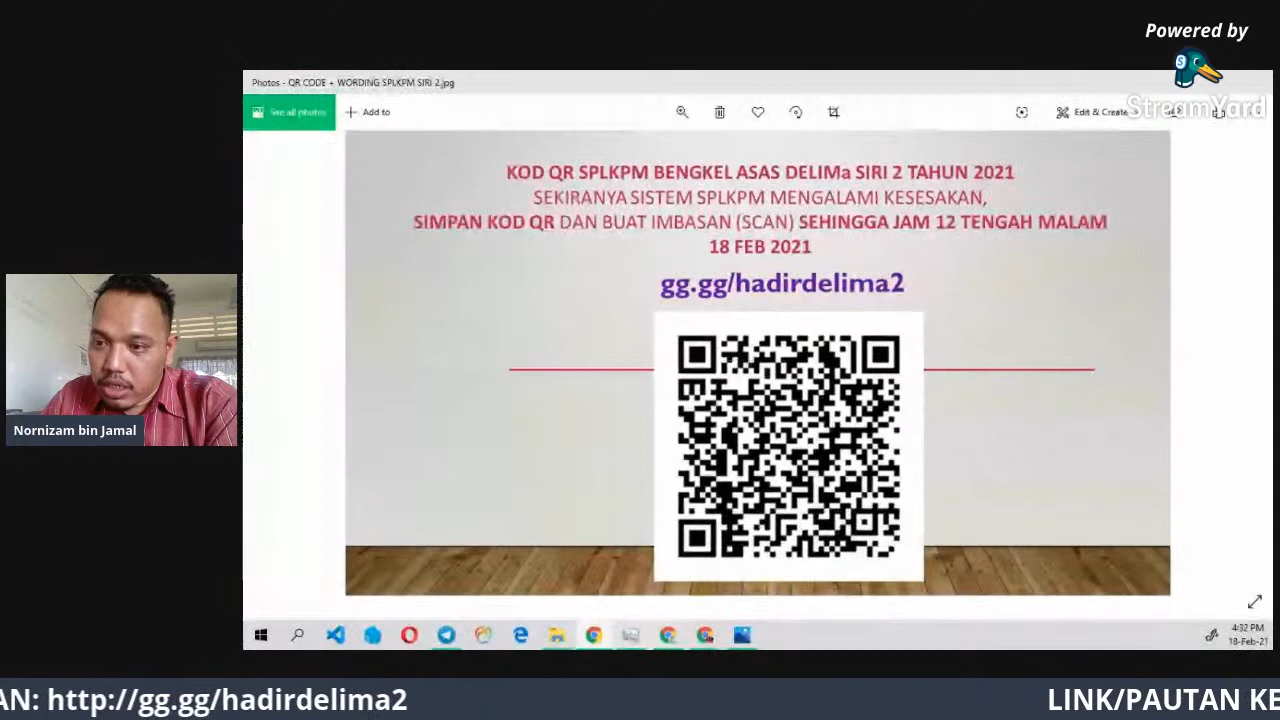 Powered by
StreamYard
Photos - QR CODE + WORDING SPLKPM SIRI 2.jpg
See all photos
Add to
Edit & Create
KOD QR SPLKPM BENGKEL ASAS DELIMa SIRI 2 TAHUN 2021
SEKIRANYA SISTEM SPLKPM MENGALAMI KESESAKAN,
SIMPAN KOD QR DAN BUAT IMBASAN (SCAN) SEHINGGA JAM 12 TENGAH MALAM
18 FEB 2021
gg.gg/hadirdelima2
Nornizam bin Jamal
4:32 PM
18-Feb-21
AN: http://gg.gg/hadirdelima2
LINK/PAUTAN KE